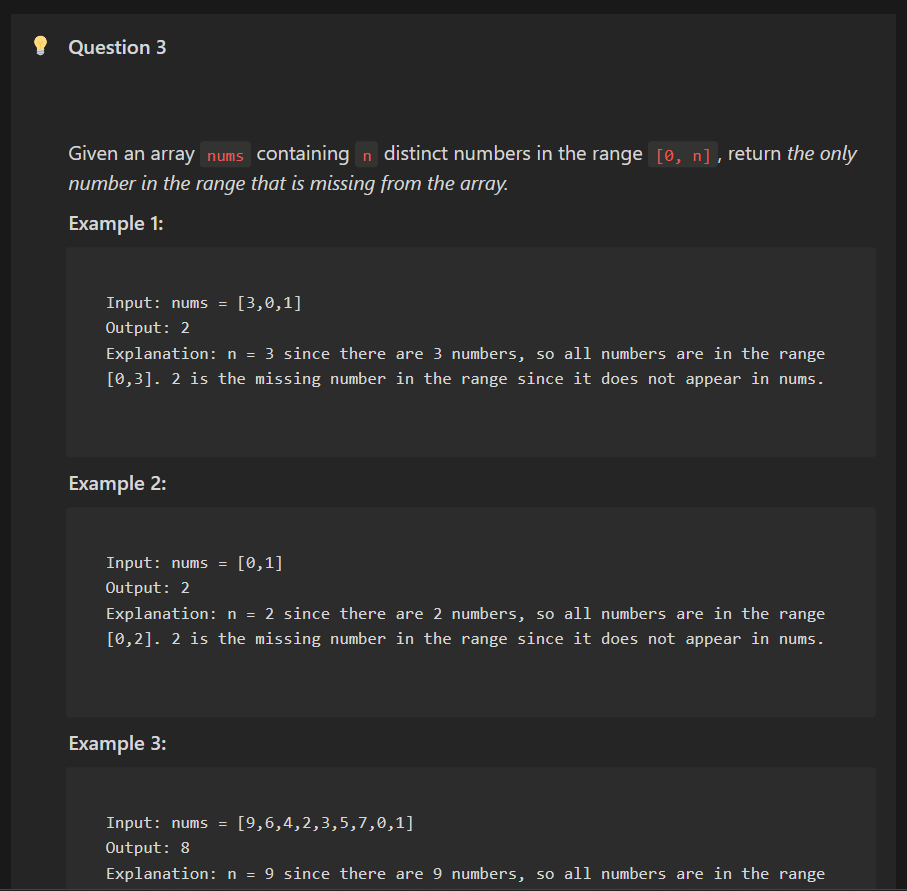 Question 3
Given an array nums containing n distinct numbers in the range [0, n], return the only
number in the range that is missing from the array.
Example 1:
Input: nums = [3,0,1]
Output: 2
Explanation: n = 3 since there are 3 numbers, so all numbers are in the range
[0,3]. 2 is the missing number in the range since it does not appear in nums.
Example 2:
Input: nums = [0,1]
Output: 2
Explanation: n = 2 since there are 2 numbers, so all numbers are in the range
[0,2]. 2 is the missing number in the range since it does not appear in nums.
Example 3:
Input: nums = [9,6,4,2,3,5,7,0,1]
Output: 8
Explanation: n = 9 since there are 9 numbers, so all numbers are in the range